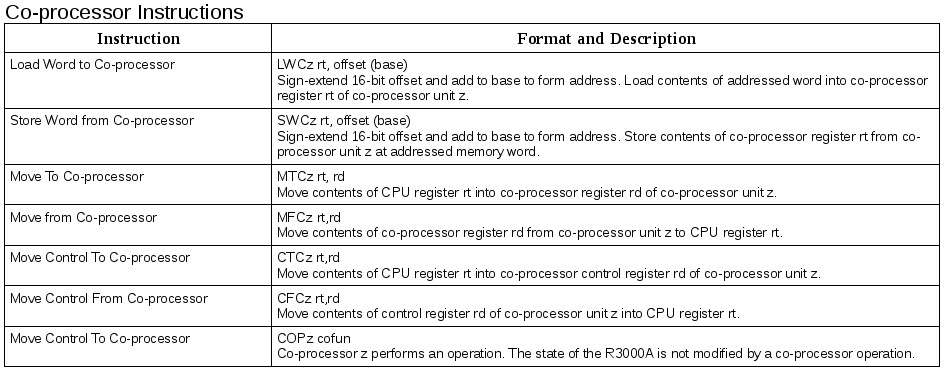 Co-processor Instructions
Instruction Format and Description
Load Word to Co-processor LWCz rt, offset (base)
Sign-extend 16-bit offset and add to base to form address. Load contents of addressed word into co-processor
register rt of co-processor unit z.
Store Word from Co-processor SWCz rt, offset (base)
Sign-extend 16-bit offset and add to base to form address. Store contents of co-processor register rt from co-
processor unit z at addressed memory word.
Move To Co-processor MTCz rt, rd
Move contents of CPU register rt into co-processor register rd of co-processor unit z.
Move from Co-processor MFCz rt,rd
Move contents of co-processor register rd from co-processor unit z to CPU register rt.
Move Control To Co-processor CTCz rt,rd
Move contents of CPU register rt into co-processor control register rd of co-processor unit z.
Move Control From Co-processor CFCz rt,rd
Move contents of control register rd of co-processor unit z into CPU register rt.
Move Control To Co-processor COPz cofun
Co-processor z performs an operation. The state of the R3000A is not modified by a co-processor operation.